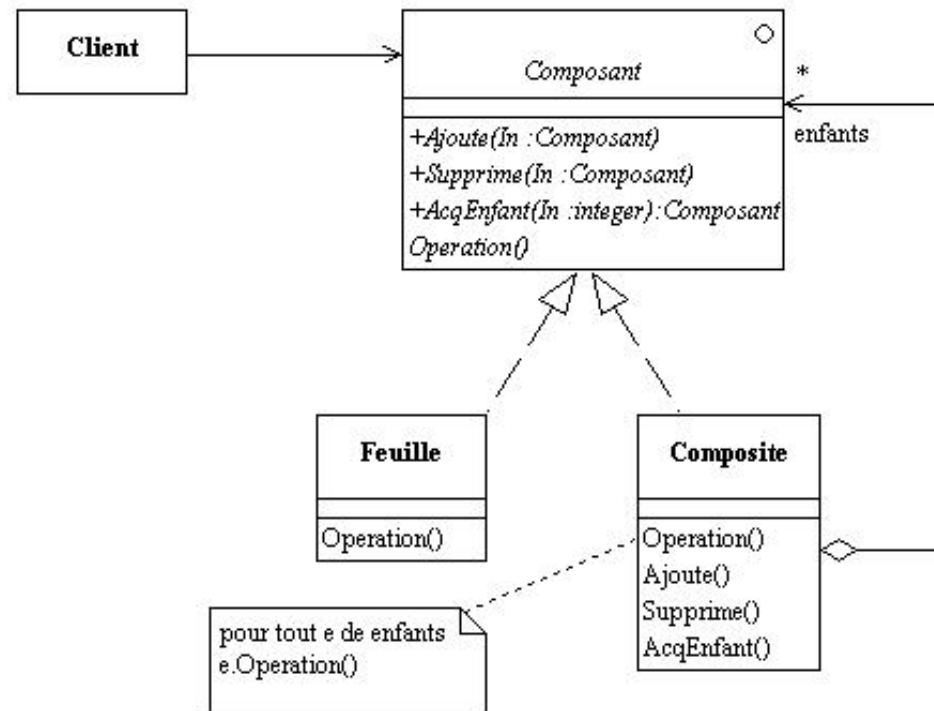 Client
Composant
*
enfants
+Ajoute(In :Composant)
+Supprime(In :Composant)
+AcqEnfant(In :integer):Composant
Operation()
Feuille
Operation()
Composite
Operation()
Ajoute()
Supprime()
AcqEnfant()
pour tout e de enfants
e.Operation()